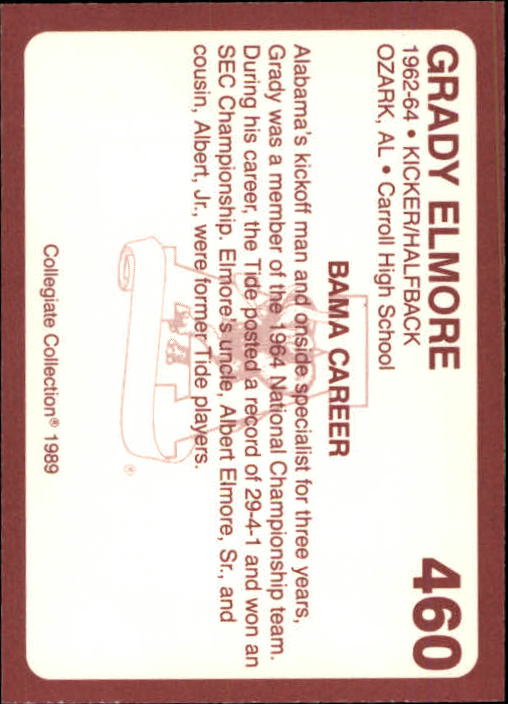 GRADY ELMORE 460
1962-64 • KICKER/HALFBACK
OZARK, AL • Carroll High School
BAMA CAREER
Alabama's kickoff man and onside specialist for three years,
Grady was a member of the 1964 National Championship team.
During his career, the Tide posted a record of 29-4-1 and won an
SEC Championship. Elmore's uncle, Albert Elmore, Sr., and
cousin, Albert, Jr., were former Tide players.
®
Collegiate Collection® 1989